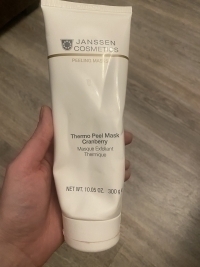 JANSSEN
COSMETICS
Thermo Peel Mask
Cranberry
Masque Exfoliant
Thermique
NET WT. 10.05 OZ. 300 g